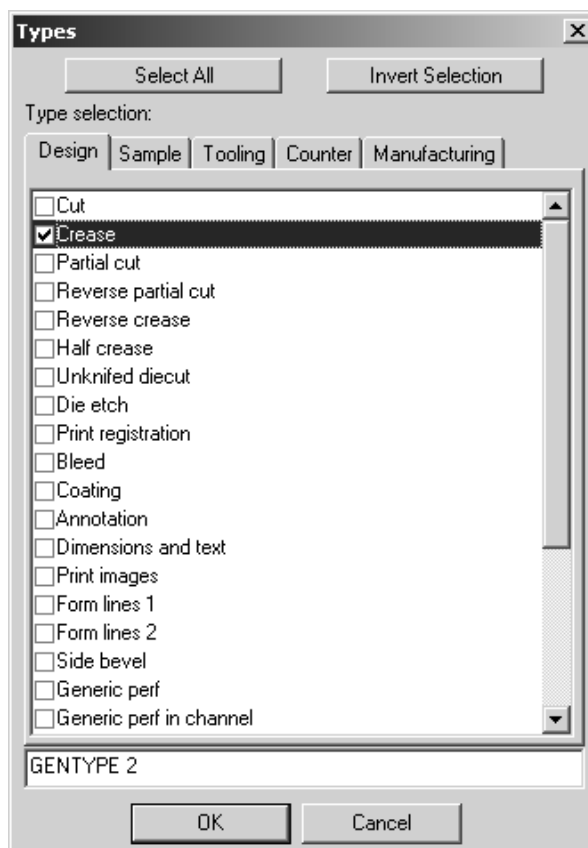 Types
Select All Invert Selection
Type selection:
Design Sample Tooling Counter Manufacturing
Cut
Crease
Partial cut
Reverse partial cut
Reverse crease
Half crease
Unknifed diecut
Die etch
Print registration
Bleed
Coating
Annotation
Dimensions and text
Print images
Form lines 1
Form lines 2
Side bevel
Generic perf
Generic perf in channel
GENTYPE 2
OK Cancel